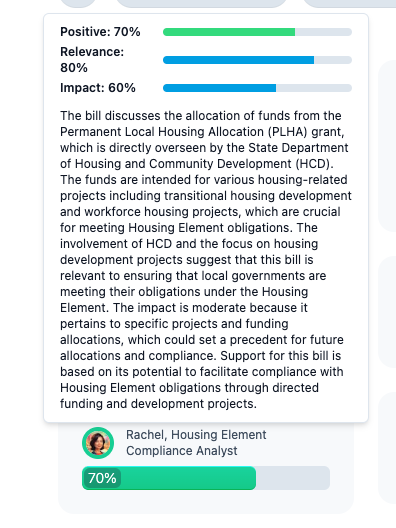 Positive: 70%
Relevance:
80%
Impact: 60%
The bill discusses the allocation of funds from the
Permanent Local Housing Allocation (PLHA) grant,
which is directly overseen by the State Department
of Housing and Community Development (HCD).
The funds are intended for various housing-related
projects including transitional housing development
and workforce housing projects, which are crucial
for meeting Housing Element obligations. The
involvement of HCD and the focus on housing
development projects suggest that this bill is
relevant to ensuring that local governments are
meeting their obligations under the Housing
Element. The impact is moderate because it
pertains to specific projects and funding
allocations, which could set a precedent for future
allocations and compliance. Support for this bill is
based on its potential to facilitate compliance with
Housing Element obligations through directed
funding and development projects.
Rachel, Housing Element
Compliance Analyst
70%